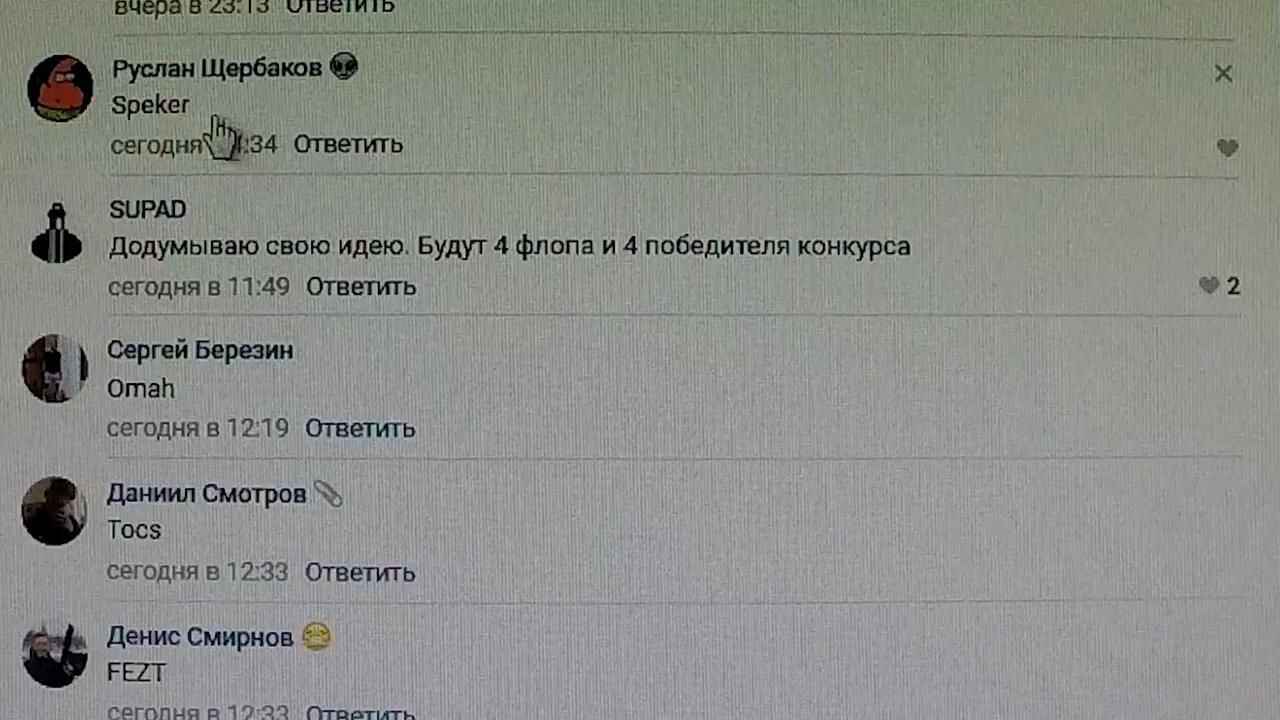 вчера в 23:13 Ответить
Руслан Щербаков
Speker
сегодня :34 Ответить
SUPAD
Додумываю свою идею. Будут 4 флопа и 4 победителя конкурса
сегодня в 11:49 Ответить
2
Сергей Березин
Omah
сегодня в 12:19 Ответить
Даниил Смотров
Tocs
сегодня в 12:33 Ответить
Денис Смирнов
FEZT
сегодня в 12:33 Ответить